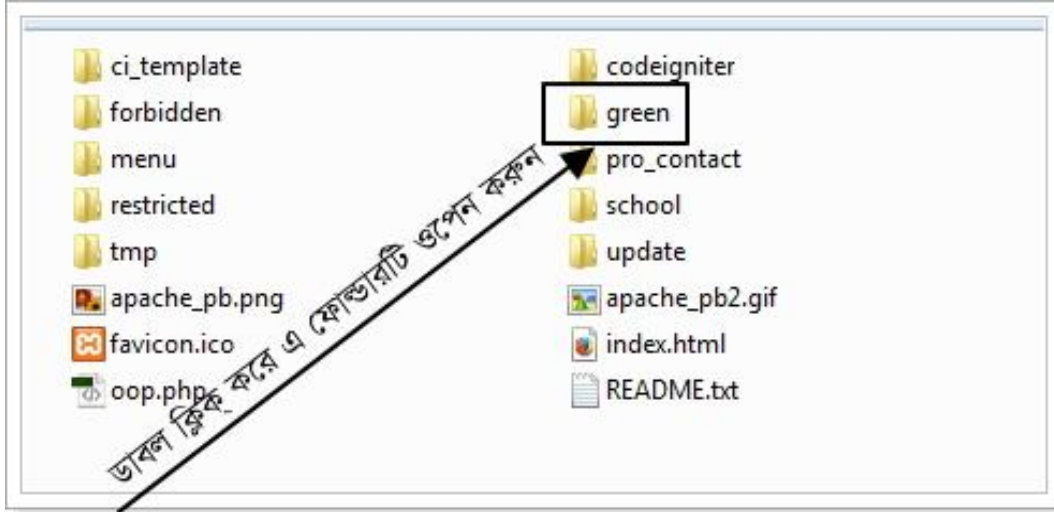 ci_template codeigniter
forbidden green
menu pro_contact
restricted school
tmp update
apache_pb.png apache_pb2.gif
favicon.ico index.html
oop.php README.txt
ডাবল ক্লিক করে এ ফোল্ডারটি ওপেন করুন